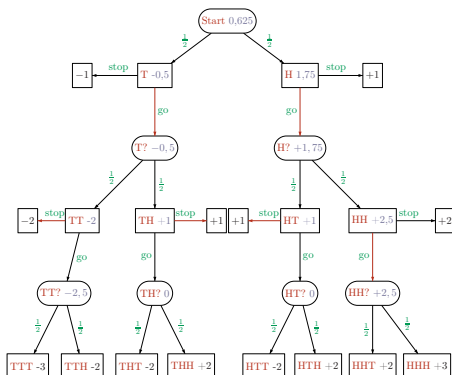 Start 0,625
1/2 1/2
−1 stop T -0,5 H 1,75 stop +1
go go
T? −0,5 H? +1,75
1/2 1/2 1/2 1/2
−2 stop TT -2 TH +1 stop +1 +1 stop HT +1 HH +2,5 stop +2
go go go go
TT? −2,5 TH? 0 HT? 0 HH? +2,5
1/2 1/2 1/2 1/2 1/2 1/2 1/2 1/2
TTT -3 TTH -2 THT -2 THH +2 HTT -2 HTH +2 HHT +2 HHH +3